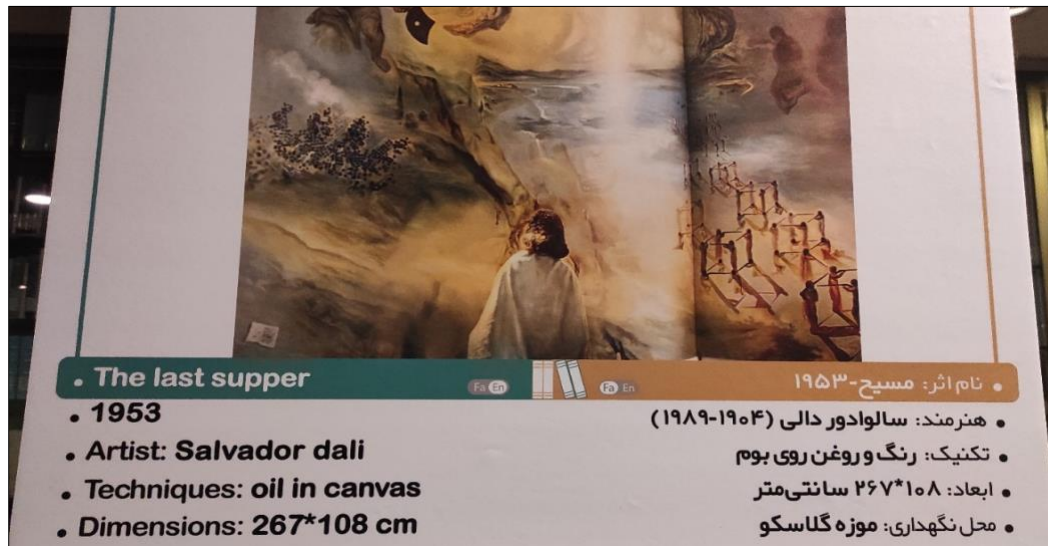 • The last supper
Fa En
• 1953
• Artist: Salvador dali
• Techniques: oil in canvas
• Dimensions: 267*108 cm
• نام اثر: مسیح-۱۹۵۳
Fa En
• هنرمند: سالوادور دالی (۱۹۰۴-۱۹۸۹)
• تکنیک: رنگ و روغن روی بوم
• ابعاد: ۱۰۸*۲۶۷ سانتی‌متر
• محل نگهداری: موزه گلاسکو